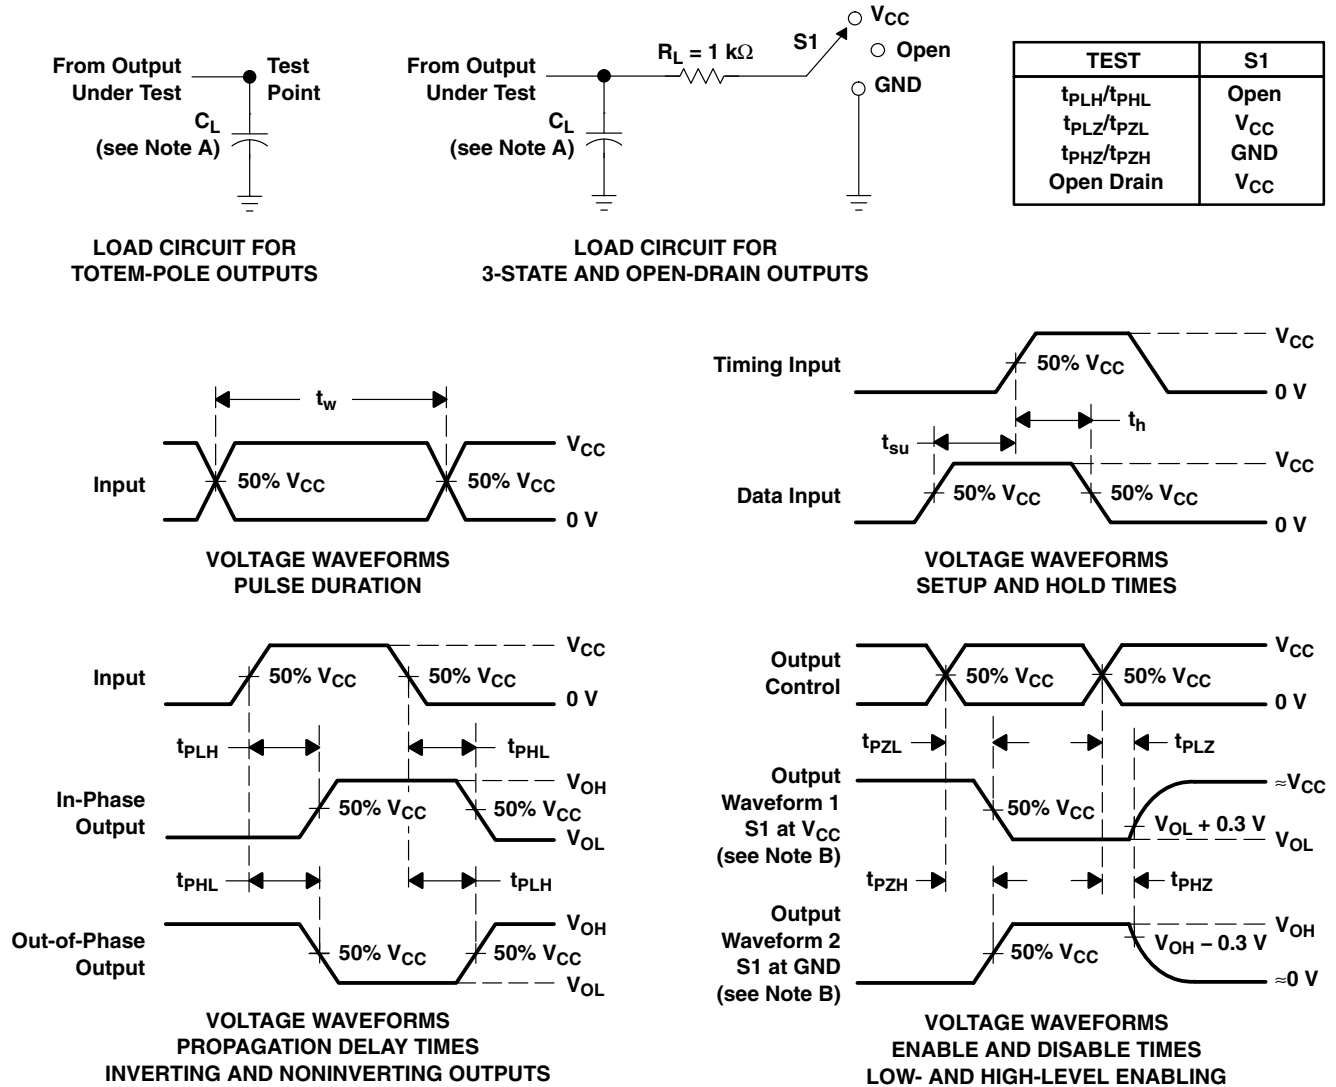 From Output
Under Test
Test
Point
CL
(see Note A)
LOAD CIRCUIT FOR
TOTEM-POLE OUTPUTS
From Output
Under Test
CL
(see Note A)
RL = 1 kΩ
S1
VCC
Open
GND
LOAD CIRCUIT FOR
3-STATE AND OPEN-DRAIN OUTPUTS
TEST S1
tPLH/tPHL Open
tPLZ/tPZL VCC
tPHZ/tPZH GND
Open Drain VCC
tw
Input
50% VCC
50% VCC
VCC
0 V
VOLTAGE WAVEFORMS
PULSE DURATION
Timing Input
50% VCC
VCC
0 V
tsu
th
Data Input
50% VCC
50% VCC
VCC
0 V
VOLTAGE WAVEFORMS
SETUP AND HOLD TIMES
Input
50% VCC
50% VCC
VCC
0 V
tPLH
tPHL
In-Phase
Output
50% VCC
50% VCC
VOH
VOL
tPHL
tPLH
Out-of-Phase
Output
50% VCC
50% VCC
VOH
VOL
VOLTAGE WAVEFORMS
PROPAGATION DELAY TIMES
INVERTING AND NONINVERTING OUTPUTS
Output
Control
50% VCC
50% VCC
VCC
0 V
tPZL
tPLZ
Output
Waveform 1
S1 at VCC
(see Note B)
50% VCC
VOL + 0.3 V
≈VCC
VOL
tPZH
tPHZ
Output
Waveform 2
S1 at GND
(see Note B)
50% VCC
VOH − 0.3 V
VOH
≈0 V
VOLTAGE WAVEFORMS
ENABLE AND DISABLE TIMES
LOW- AND HIGH-LEVEL ENABLING